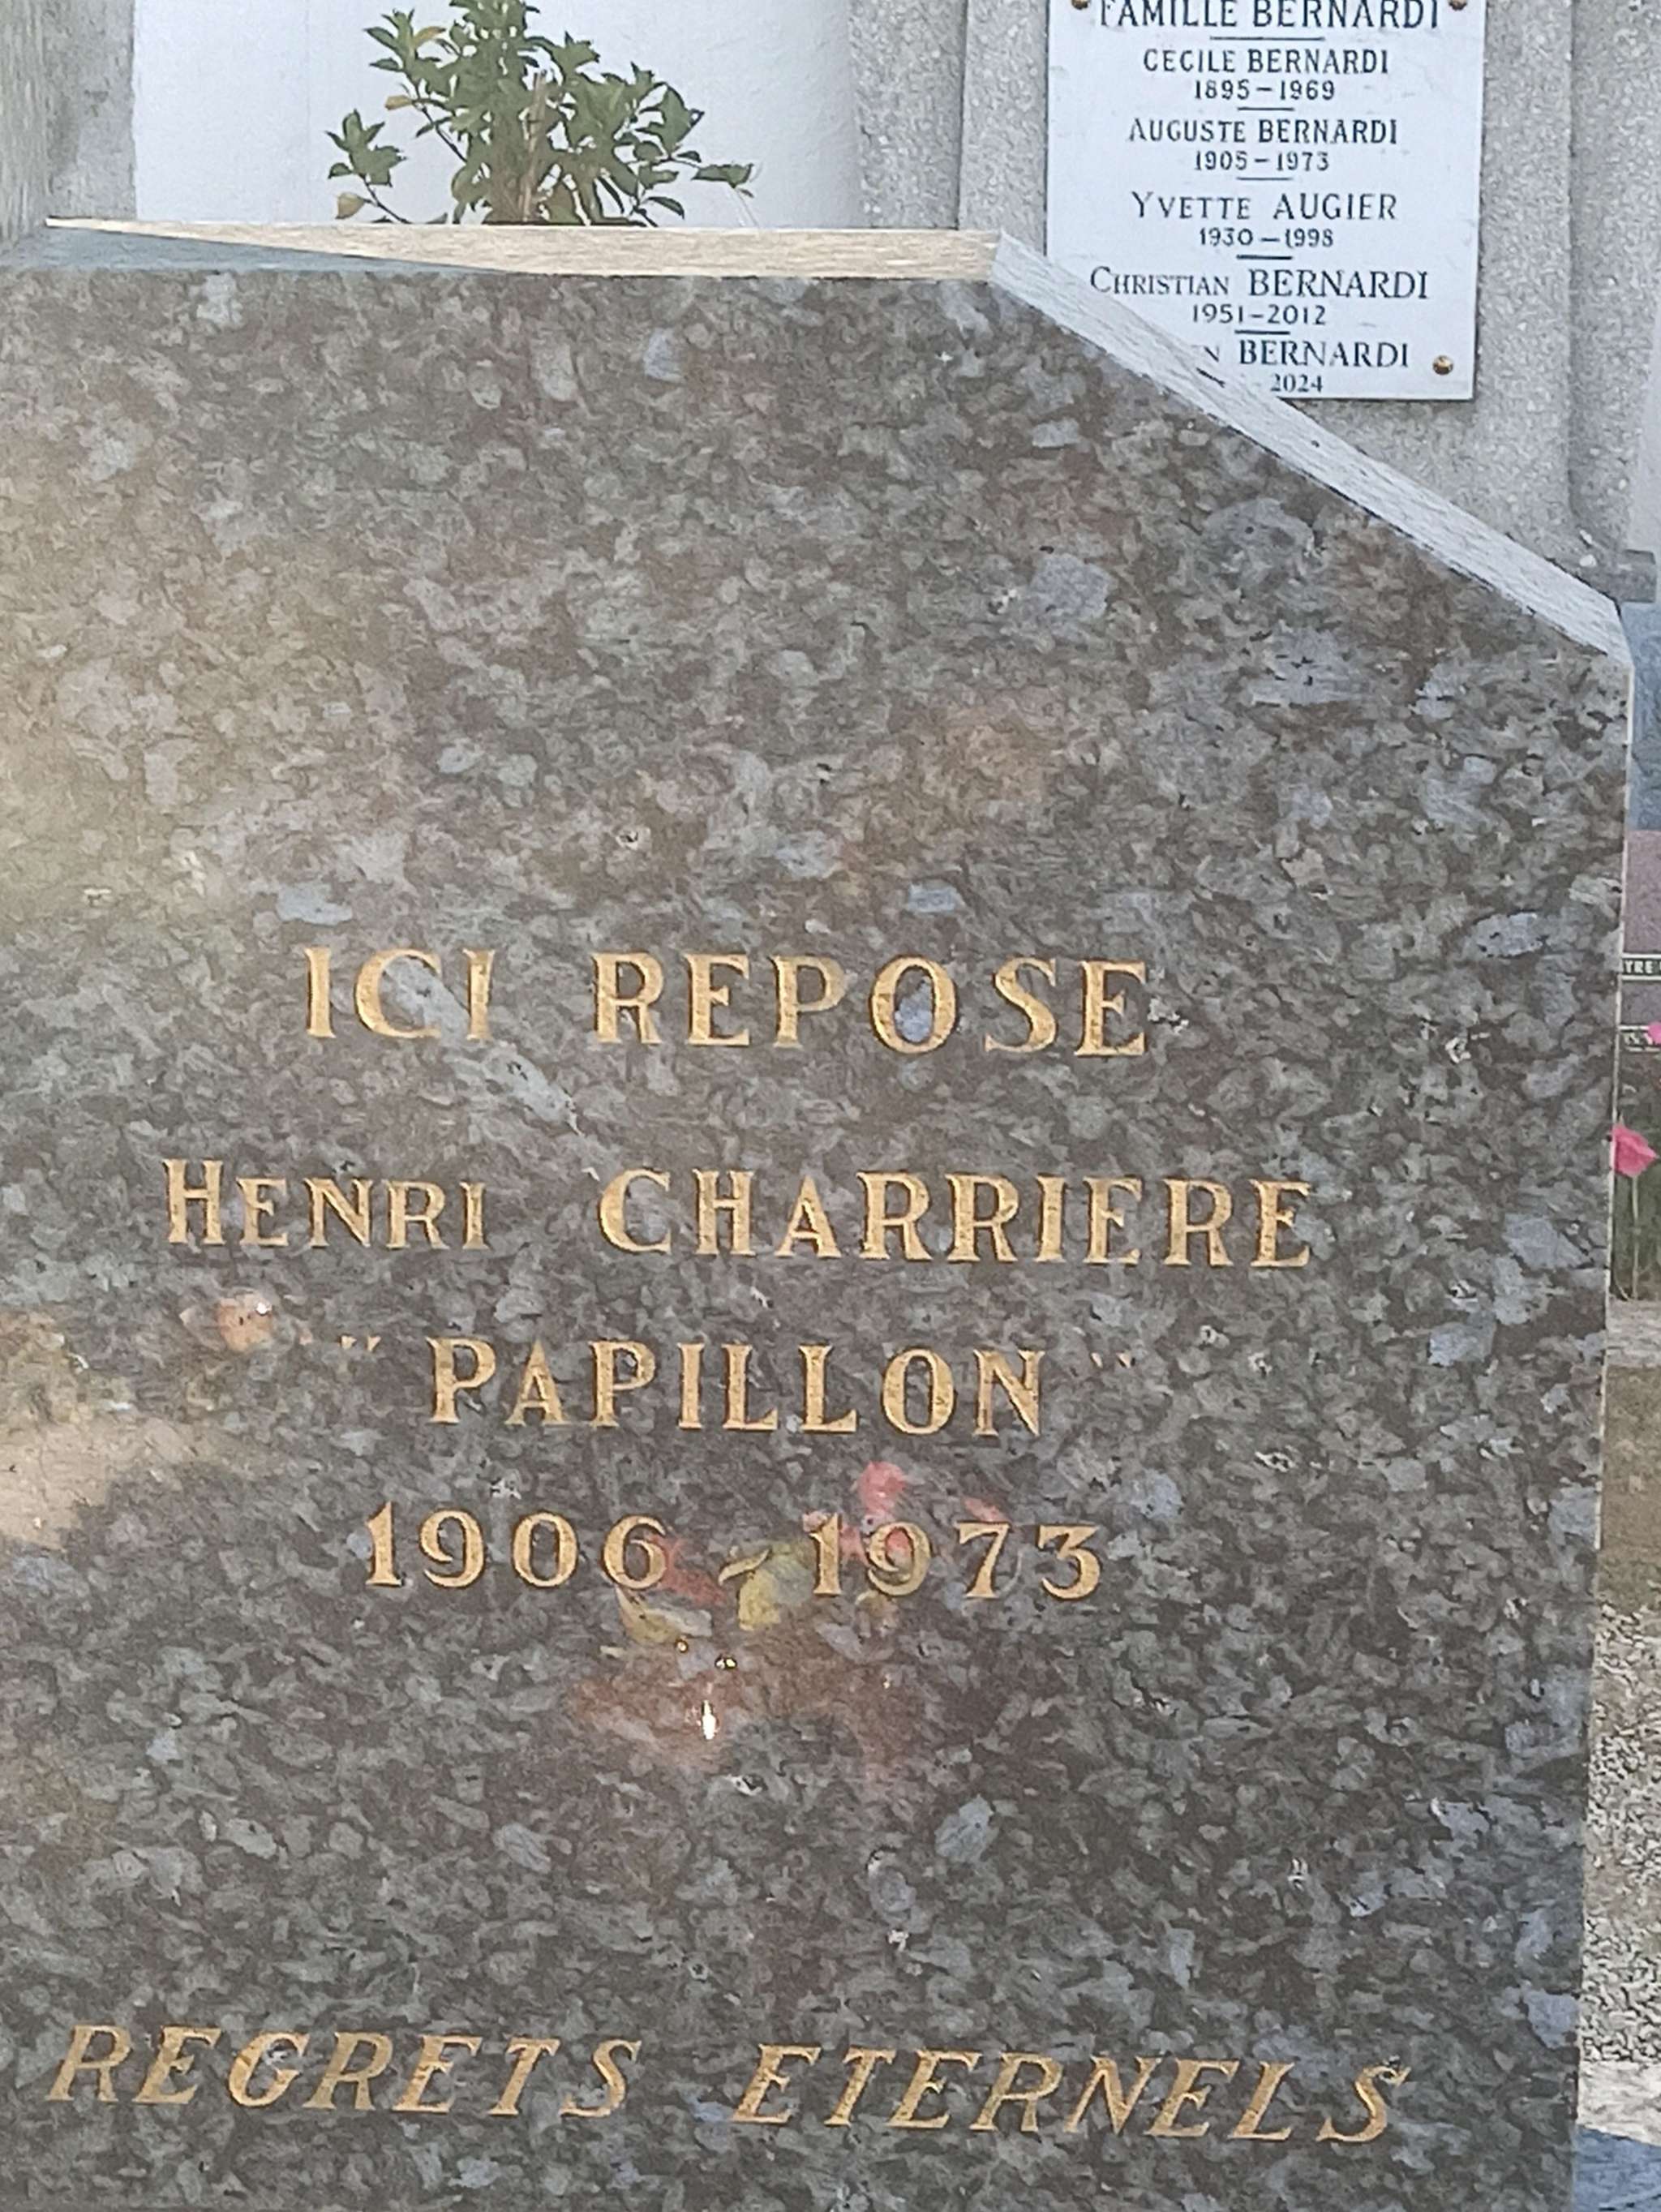 FAMILLE BERNARDI
CECILE BERNARDI
1895-1969
AUGUSTE BERNARDI
1905-1973
YVETTE AUGIER
1930-1998
CHRISTIAN BERNARDI
1951-2012
BERNARDI
2024
ICI REPOSE
HENRI CHARRIERE
" PAPILLON "
1906 - 1973
REGRETS ETERNELS